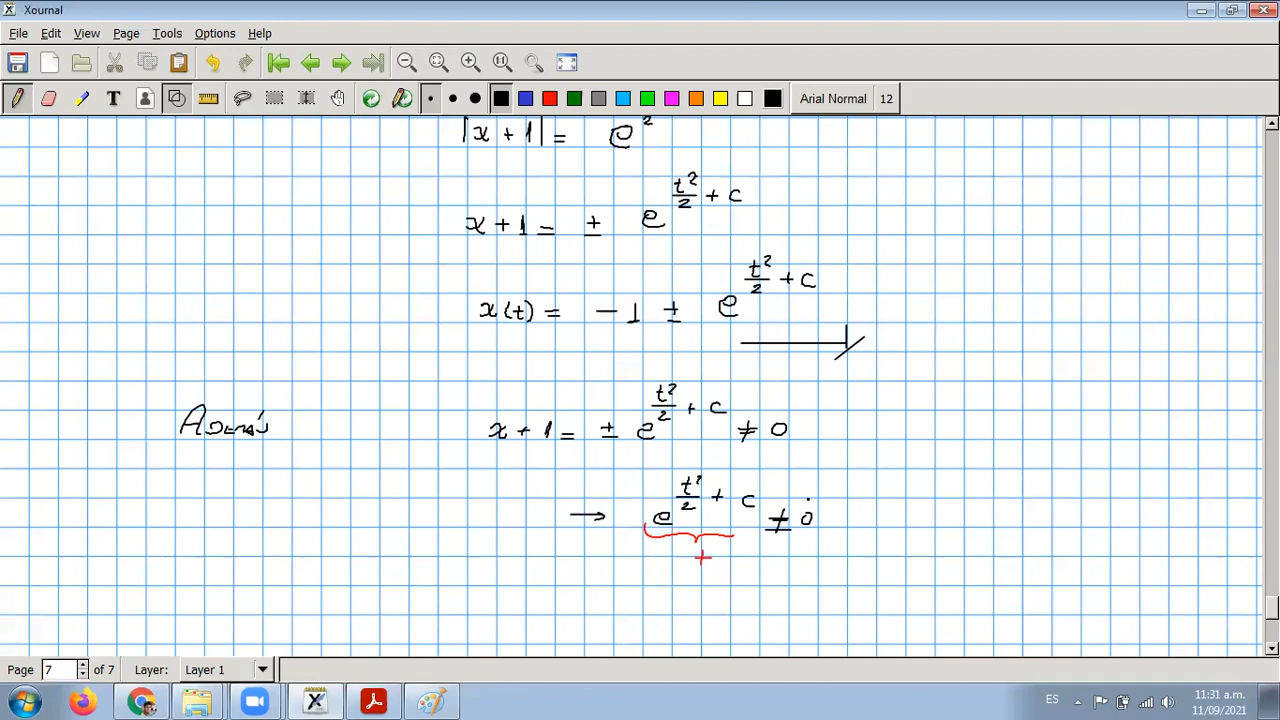 Xournal
File Edit View Page Tools Options Help
Arial Normal 12
|x + 1| = e^2
x + 1 = ± e^(t²/2 + c)
x(t) = -1 ± e^(t²/2 + c)
Además x + 1 = ± e^(t²/2 + c) ≠ 0
→ e^(t²/2 + c) ≠ 0
+
Page 7 of 7 Layer: Layer 1
ES 11:31 a.m.
11/09/2021